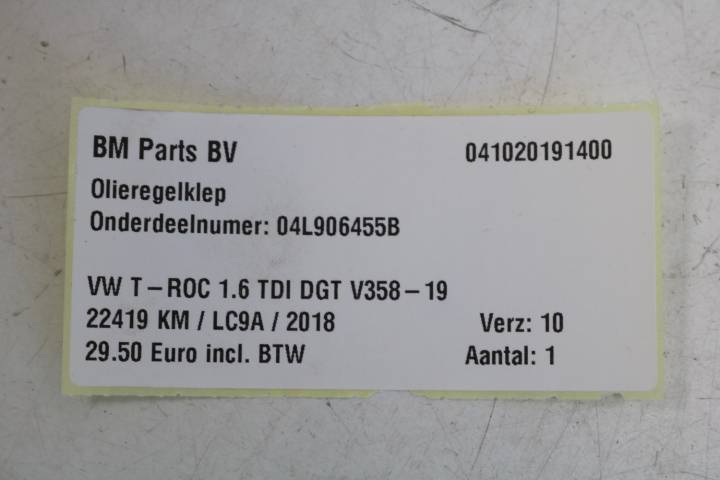 BM Parts BV 041020191400
Olieregelklep
Onderdeelnumer: 04L906455B
VW T-ROC 1.6 TDI DGT V358-19
22419 KM / LC9A / 2018 Verz: 10
29.50 Euro incl. BTW Aantal: 1